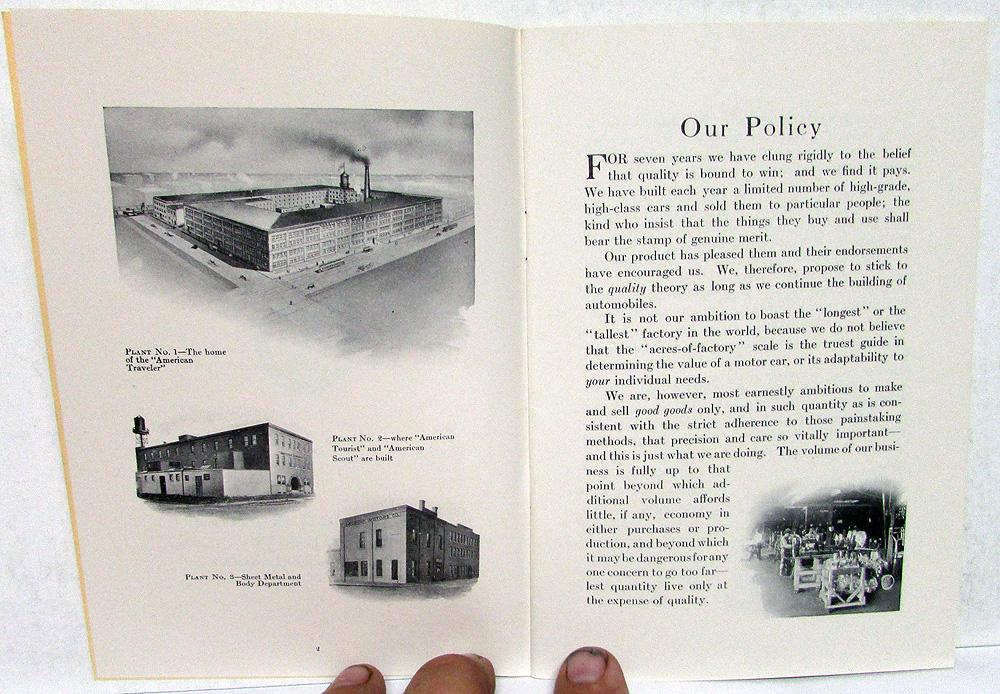 PLANT No. 1—The home
of the "American
Traveler"
PLANT No. 2—where "American
Tourist" and "American
Scout" are built
MOTORS CO.
PLANT No. 3—Sheet Metal and
Body Department
2
Our Policy
FOR seven years we have clung rigidly to the belief
that quality is bound to win; and we find it pays.
We have built each year a limited number of high-grade,
high-class cars and sold them to particular people; the
kind who insist that the things they buy and use shall
bear the stamp of genuine merit.
Our product has pleased them and their endorsements
have encouraged us. We, therefore, propose to stick to
the quality theory as long as we continue the building of
automobiles.
It is not our ambition to boast the "longest" or the
"tallest" factory in the world, because we do not believe
that the "acres-of-factory" scale is the truest guide in
determining the value of a motor car, or its adaptability to
your individual needs.
We are, however, most earnestly ambitious to make
and sell good goods only, and in such quantity as is con-
sistent with the strict adherence to those painstaking
methods, that precision and care so vitally important—
and this is just what we are doing. The volume of our busi-
ness is fully up to that
point beyond which ad-
ditional volume affords
little, if any, economy in
either purchases or pro-
duction, and beyond which
it may be dangerous for any
one concern to go too far—
lest quantity live only at
the expense of quality.